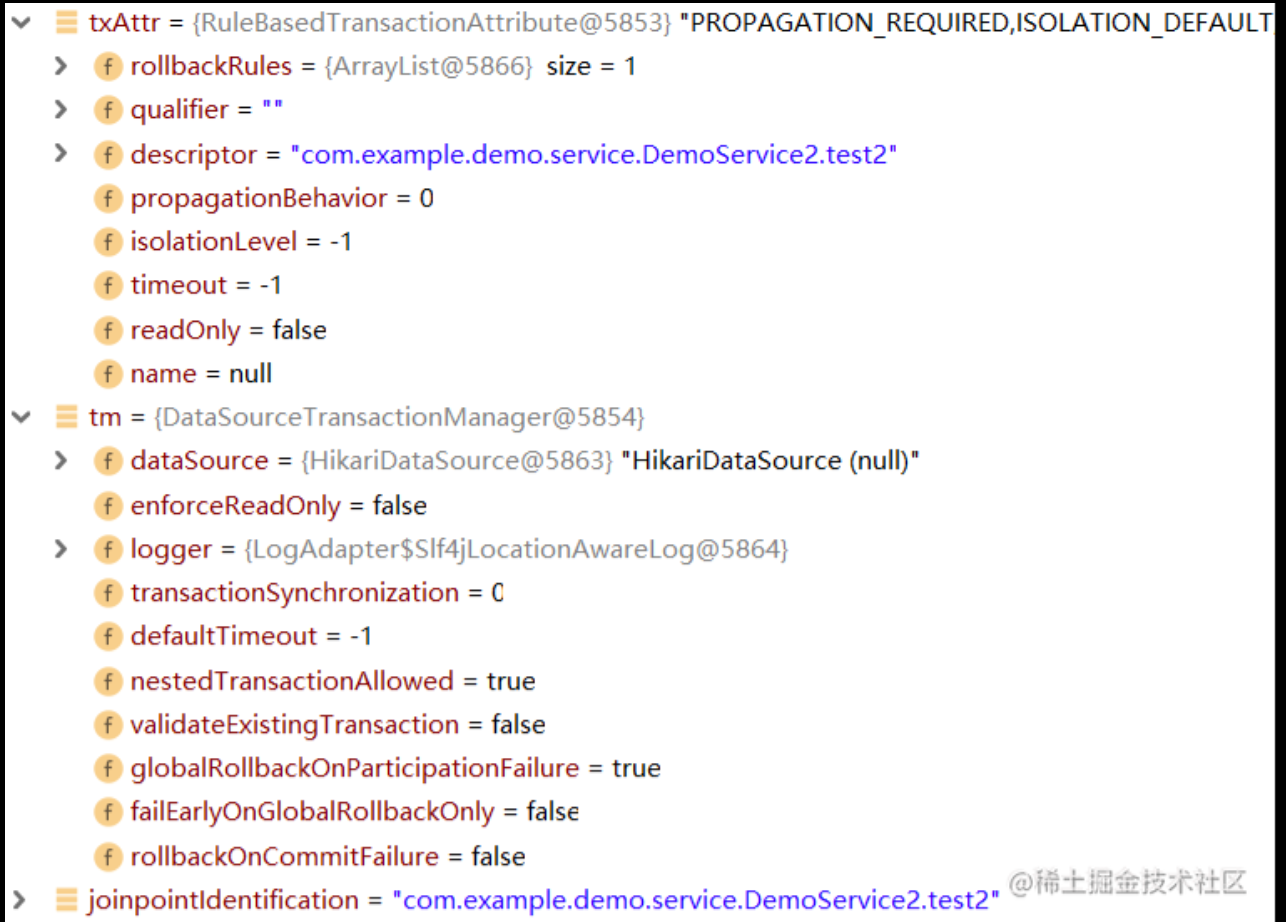 txAttr = {RuleBasedTransactionAttribute@5853} "PROPAGATION_REQUIRED,ISOLATION_DEFAULT,
f rollbackRules = {ArrayList@5866} size = 1
f qualifier = ""
f descriptor = "com.example.demo.service.DemoService2.test2"
f propagationBehavior = 0
f isolationLevel = -1
f timeout = -1
f readOnly = false
f name = null
tm = {DataSourceTransactionManager@5854}
f dataSource = {HikariDataSource@5863} "HikariDataSource (null)"
f enforceReadOnly = false
f logger = {LogAdapter$Slf4jLocationAwareLog@5864}
f transactionSynchronization = 0
f defaultTimeout = -1
f nestedTransactionAllowed = true
f validateExistingTransaction = false
f globalRollbackOnParticipationFailure = true
f failEarlyOnGlobalRollbackOnly = false
f rollbackOnCommitFailure = false
joinpointIdentification = "com.example.demo.service.DemoService2.test2"
@稀土掘金技术社区